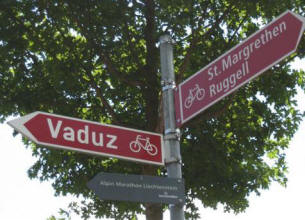 St. Margrethen
Ruggell
Vaduz
Alpin Marathon Liechtenstein